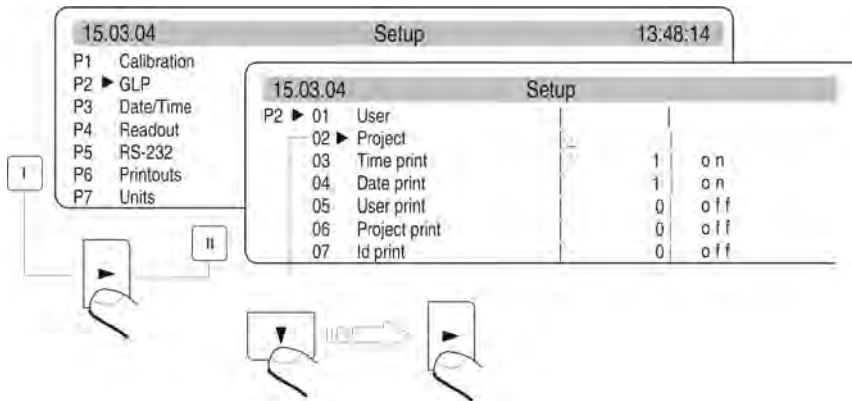 15.03.04 Setup 13:48:14
P1 Calibration
P2 ► GLP
P3 Date/Time
P4 Readout
P5 RS-232
P6 Printouts
P7 Units
I
II
15.03.04 Setup
P2 ► 01 User
02 ► Project _
03 Time print 1 on
04 Date print 1 on
05 User print 0 off
06 Project print 0 off
07 Id print 0 off